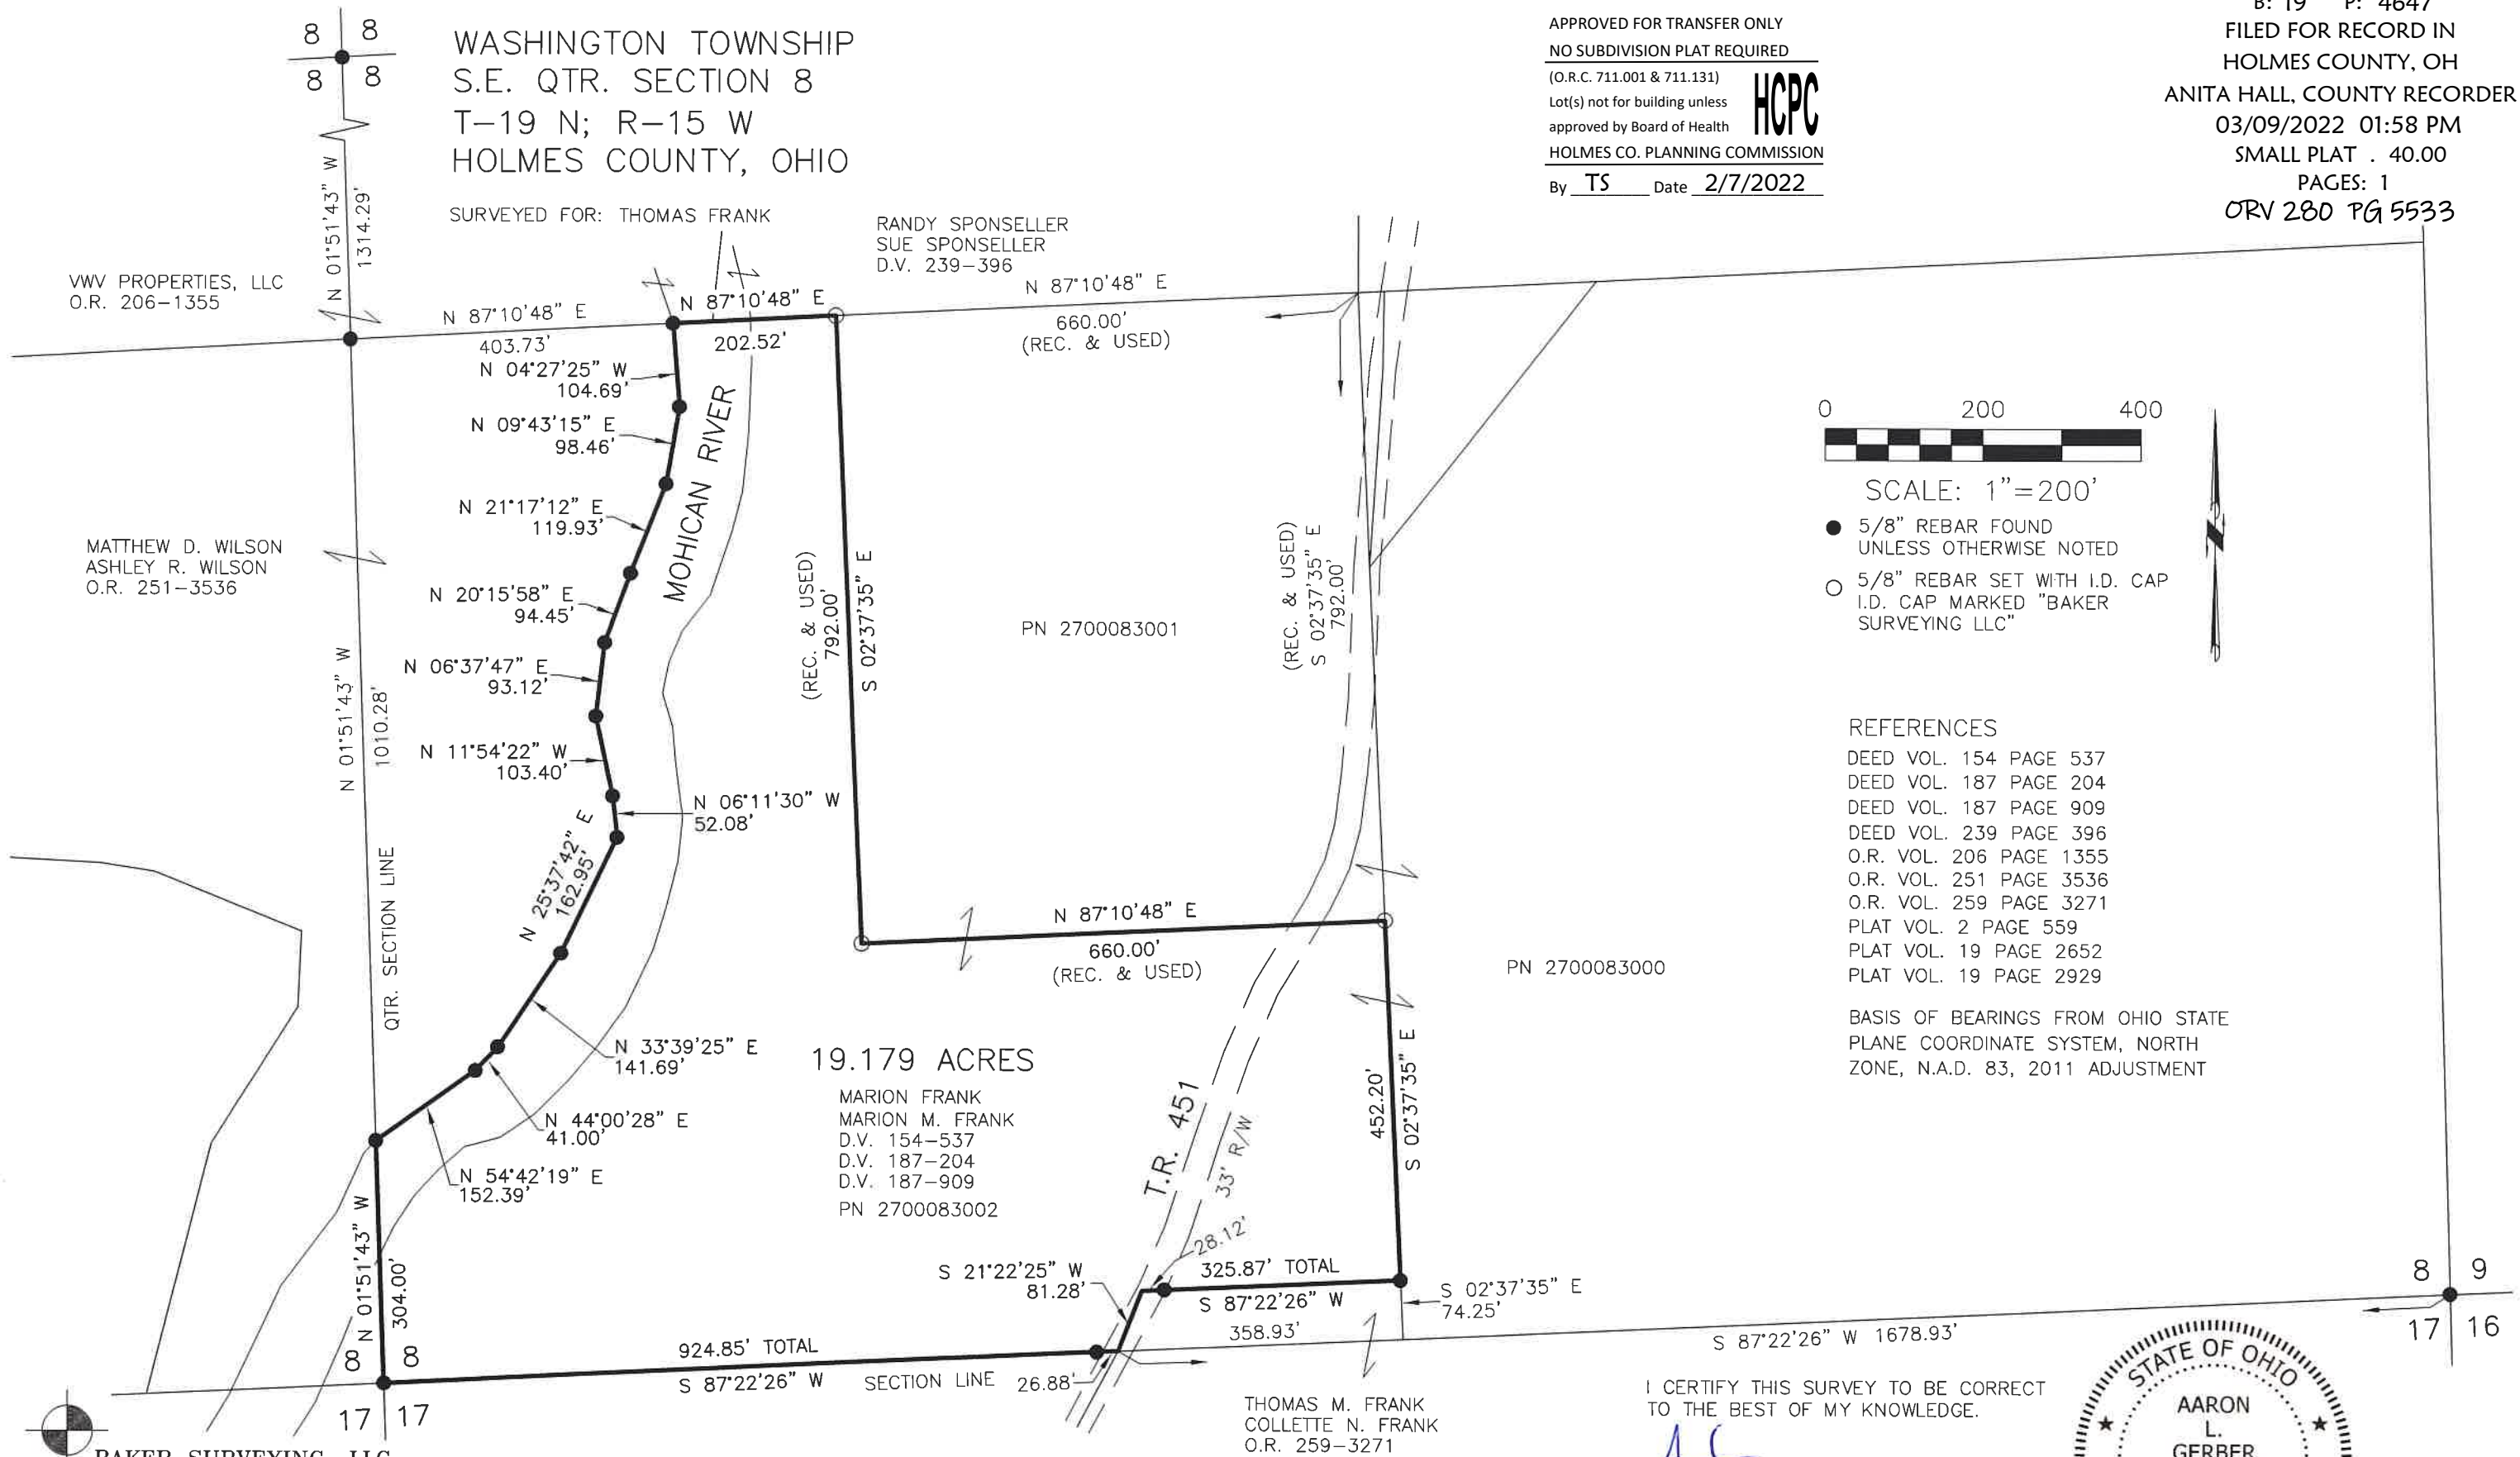 8 8
8 8
WASHINGTON TOWNSHIP
S.E. QTR. SECTION 8
T-19 N; R-15 W
HOLMES COUNTY, OHIO
SURVEYED FOR: THOMAS FRANK
APPROVED FOR TRANSFER ONLY
NO SUBDIVISION PLAT REQUIRED
(O.R.C. 711.001 & 711.131)
Lot(s) not for building unless
approved by Board of Health
HCPC
HOLMES CO. PLANNING COMMISSION
By TS Date 2/7/2022
B: 19 P: 4647
FILED FOR RECORD IN
HOLMES COUNTY, OH
ANITA HALL, COUNTY RECORDER
03/09/2022 01:58 PM
SMALL PLAT . 40.00
PAGES: 1
ORV 280 PG 5533
N 01°51'43" W
1314.29'
VWV PROPERTIES, LLC
O.R. 206-1355
RANDY SPONSELLER
SUE SPONSELLER
D.V. 239-396
N 87°10'48" E
403.73'
N 87°10'48" E
202.52'
N 87°10'48" E
660.00'
(REC. & USED)
N 04°27'25" W
104.69'
N 09°43'15" E
98.46'
N 21°17'12" E
119.93'
N 20°15'58" E
94.45'
N 06°37'47" E
93.12'
N 11°54'22" W
103.40'
N 06°11'30" W
52.08'
N 25°37'42" E
162.95'
N 33°39'25" E
141.69'
N 44°00'28" E
41.00'
N 54°42'19" E
152.39'
MOHICAN RIVER
MATTHEW D. WILSON
ASHLEY R. WILSON
O.R. 251-3536
N 01°51'43" W
1010.28'
QTR. SECTION LINE
(REC. & USED)
792.00'
S 02°37'35" E
PN 2700083001
(REC. & USED)
S 02°37'35" E
792.00'
N 87°10'48" E
660.00'
(REC. & USED)
PN 2700083000
0 200 400
SCALE: 1"=200'
5/8" REBAR FOUND
UNLESS OTHERWISE NOTED
5/8" REBAR SET WITH I.D. CAP
I.D. CAP MARKED "BAKER
SURVEYING LLC"
N
REFERENCES
DEED VOL. 154 PAGE 537
DEED VOL. 187 PAGE 204
DEED VOL. 187 PAGE 909
DEED VOL. 239 PAGE 396
O.R. VOL. 206 PAGE 1355
O.R. VOL. 251 PAGE 3536
O.R. VOL. 259 PAGE 3271
PLAT VOL. 2 PAGE 559
PLAT VOL. 19 PAGE 2652
PLAT VOL. 19 PAGE 2929
BASIS OF BEARINGS FROM OHIO STATE
PLANE COORDINATE SYSTEM, NORTH
ZONE, N.A.D. 83, 2011 ADJUSTMENT
19.179 ACRES
MARION FRANK
MARION M. FRANK
D.V. 154-537
D.V. 187-204
D.V. 187-909
PN 2700083002
T.R. 451
33' R/W
452.20'
S 02°37'35" E
28.12'
S 21°22'25" W
81.28'
325.87' TOTAL
S 87°22'26" W
358.93'
S 02°37'35" E
74.25'
N 01°51'43" W
304.00'
8 8
17 17
924.85' TOTAL
S 87°22'26" W SECTION LINE 26.88'
S 87°22'26" W 1678.93'
8 9
17 16
THOMAS M. FRANK
COLLETTE N. FRANK
O.R. 259-3271
I CERTIFY THIS SURVEY TO BE CORRECT
TO THE BEST OF MY KNOWLEDGE.
STATE OF OHIO
AARON
L.
GERBER
BAKER SURVEYING, LLC